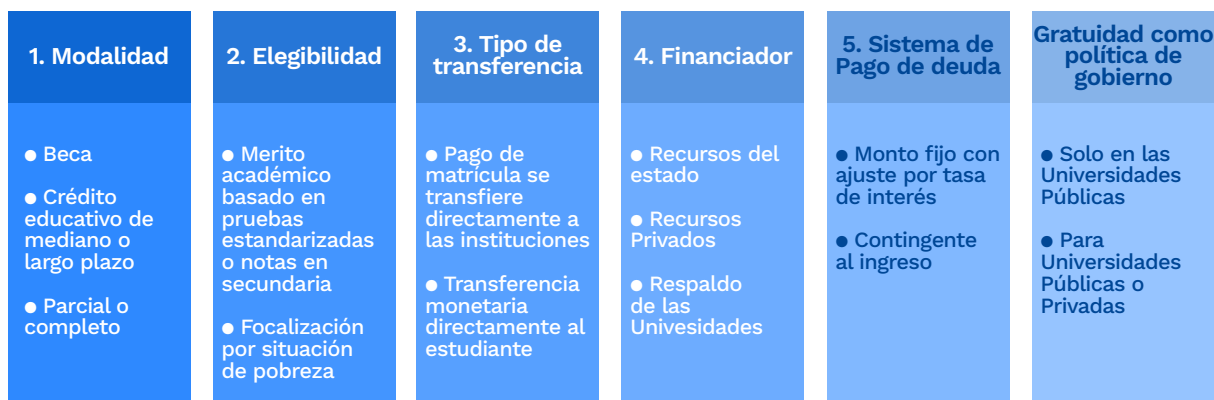 1. Modalidad
● Beca
● Crédito
educativo de
mediano o
largo plazo
● Parcial o
completo
2. Elegibilidad
● Merito
académico
basado en
pruebas
estandarizadas
o notas en
secundaria
● Focalización
por situación
de pobreza
3. Tipo de
transferencia
● Pago de
matrícula se
transfiere
directamente a
las instituciones
● Transferencia
monetaria
directamente al
estudiante
4. Financiador
● Recursos del
estado
● Recursos
Privados
● Respaldo
de las
Univesidades
5. Sistema de
Pago de deuda
● Monto fijo con
ajuste por tasa
de interés
● Contingente
al ingreso
Gratuidad como
política de
gobierno
● Solo en las
Universidades
Públicas
● Para
Universidades
Públicas o
Privadas